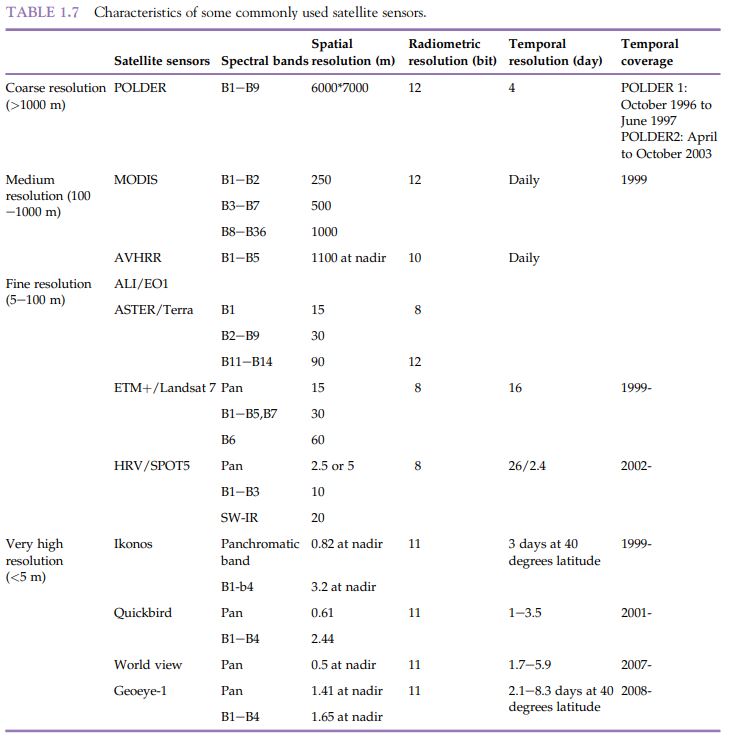 TABLE 1.7 Characteristics of some commonly used satellite sensors.
Satellite sensors Spectral bands Spatial resolution (m) Radiometric resolution (bit) Temporal resolution (day) Temporal coverage
Coarse resolution POLDER B1−B9 6000*7000 12 4 POLDER 1:
(>1000 m) October 1996 to
June 1997
POLDER2: April
to October 2003
Medium MODIS B1−B2 250 12 Daily 1999
resolution (100 B3−B7 500
−1000 m)
B8−B36 1000
AVHRR B1−B5 1100 at nadir 10 Daily
Fine resolution ALI/EO1
(5−100 m)
ASTER/Terra B1 15 8
B2−B9 30
B11−B14 90 12
ETM+/Landsat 7 Pan 15 8 16 1999-
B1−B5,B7 30
B6 60
HRV/SPOT5 Pan 2.5 or 5 8 26/2.4 2002-
B1−B3 10
SW-IR 20
Very high Ikonos Panchromatic 0.82 at nadir 11 3 days at 40 1999-
resolution band degrees latitude
(<5 m)
B1-b4 3.2 at nadir
Quickbird Pan 0.61 11 1−3.5 2001-
B1−B4 2.44
World view Pan 0.5 at nadir 11 1.7−5.9 2007-
Geoeye-1 Pan 1.41 at nadir 11 2.1−8.3 days at 40 2008-
degrees latitude
B1−B4 1.65 at nadir